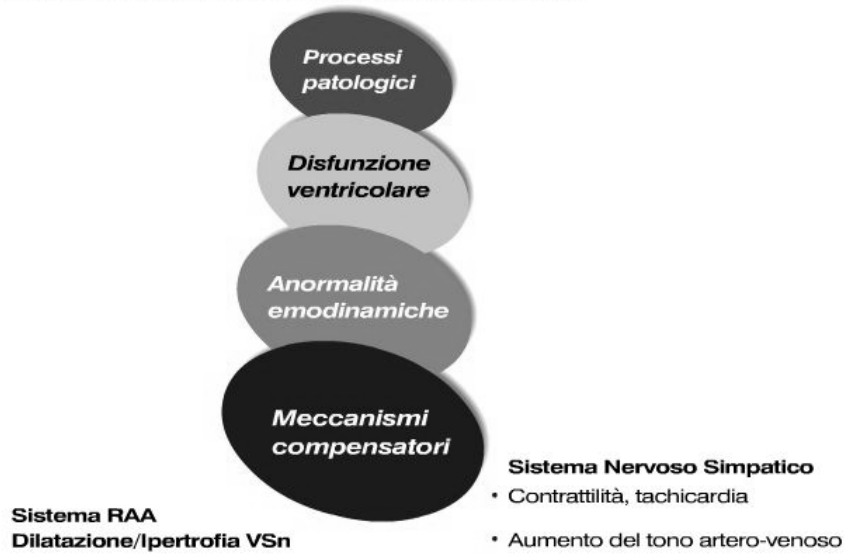 Processi
patologici
Disfunzione
ventricolare
Anormalità
emodinamiche
Meccanismi
compensatori
Sistema Nervoso Simpatico
• Contrattilità, tachicardia
• Aumento del tono artero-venoso
Sistema RAA
Dilatazione/Ipertrofia VSn